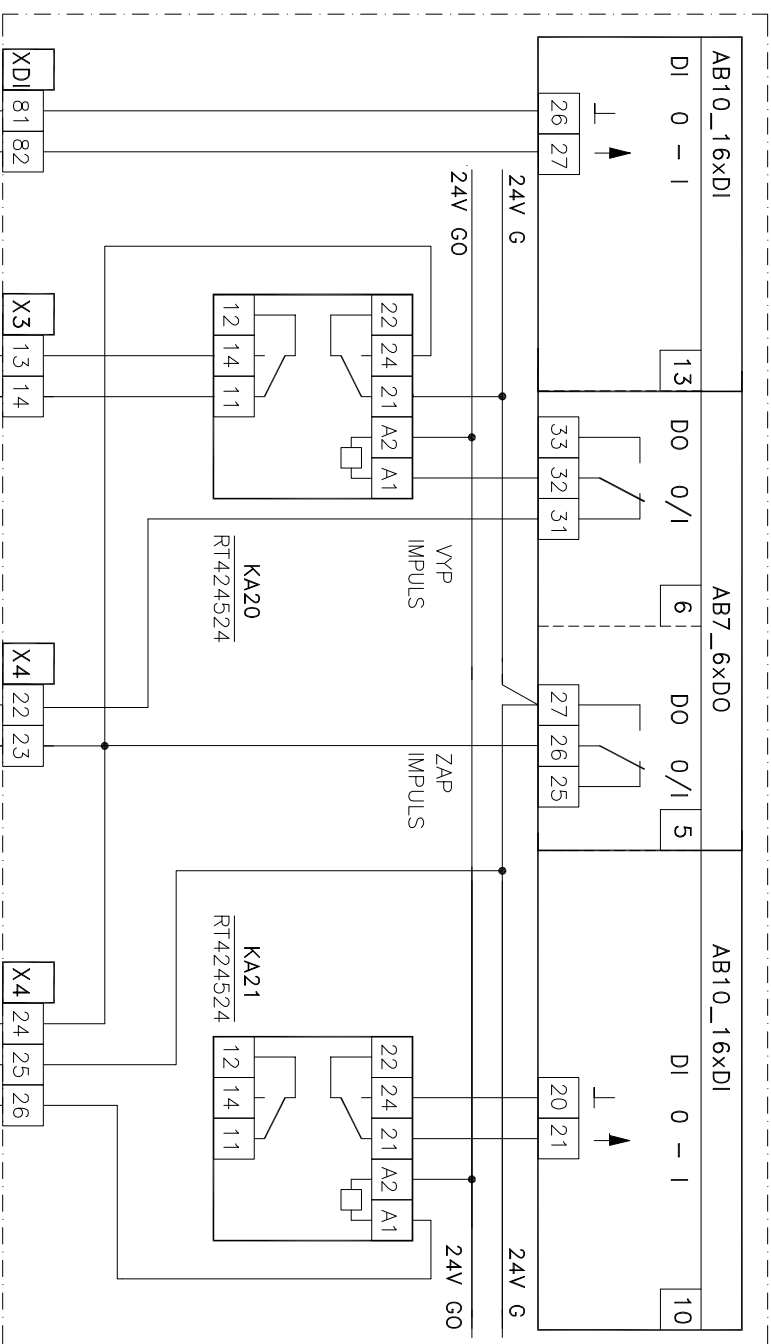 AB10_16xDI
DI 0 – I
13
26 27
AB7_6xDO
DO 0/I
6
33 32 31
DO 0/I
5
27 26 25
AB10_16xDI
DI 0 – I
10
20 21
24V G
24V GO
24V G
24V GO
22 24 21 A2 A1
12 14 11
KA20
RT424524
VYP
IMPULS
ZAP
IMPULS
22 24 21 A2 A1
12 14 11
KA21
RT424524
XDI 81 82
X3 13 14
X4 22 23
X4 24 25 26